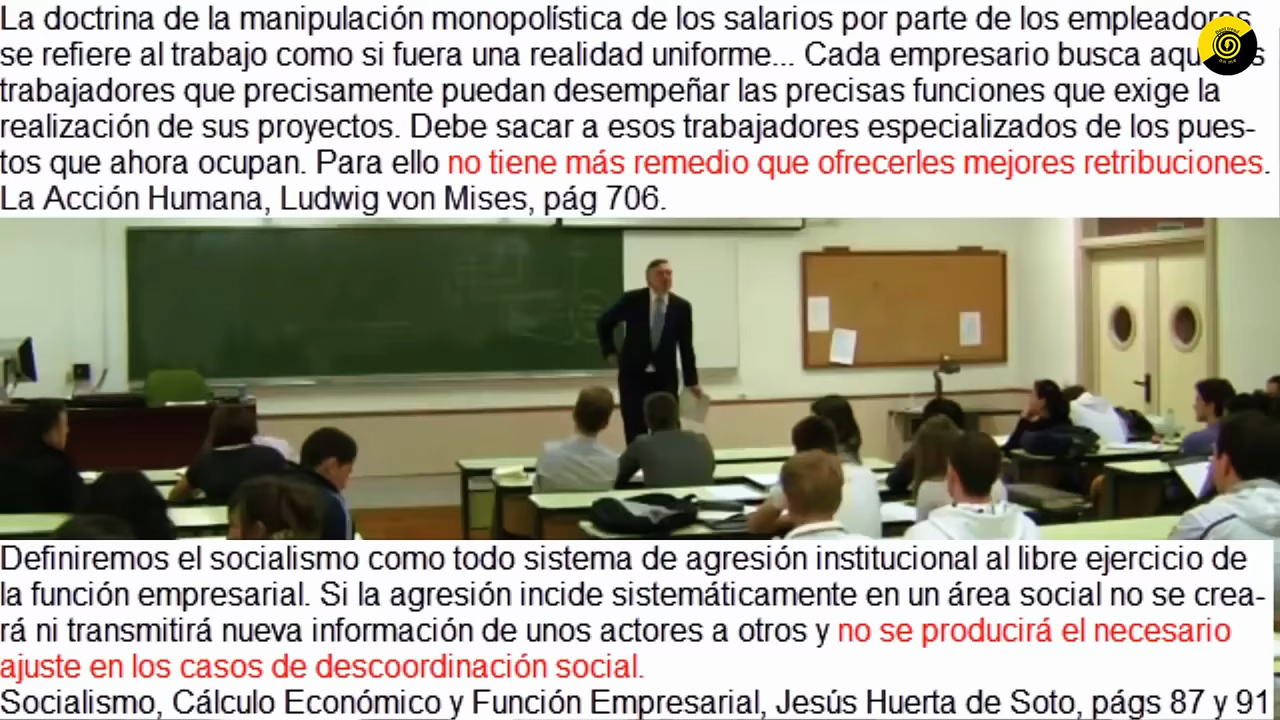 La doctrina de la manipulación monopolística de los salarios por parte de los empleadores
se refiere al trabajo como si fuera una realidad uniforme... Cada empresario busca
trabajadores que precisamente puedan desempeñar las precisas funciones que exige la
realización de sus proyectos. Debe sacar a esos trabajadores especializados de los pues-
tos que ahora ocupan. Para ello no tiene más remedio que ofrecerles mejores retribuciones.
La Acción Humana, Ludwig von Mises, pág 706.
Definiremos el socialismo como todo sistema de agresión institucional al libre ejercicio de
la función empresarial. Si la agresión incide sistemáticamente en un área social no se crea-
rá ni transmitirá nueva información de unos actores a otros y no se producirá el necesario
ajuste en los casos de descoordinación social.
Socialismo, Cálculo Económico y Función Empresarial, Jesús Huerta de Soto, págs 87 y 91